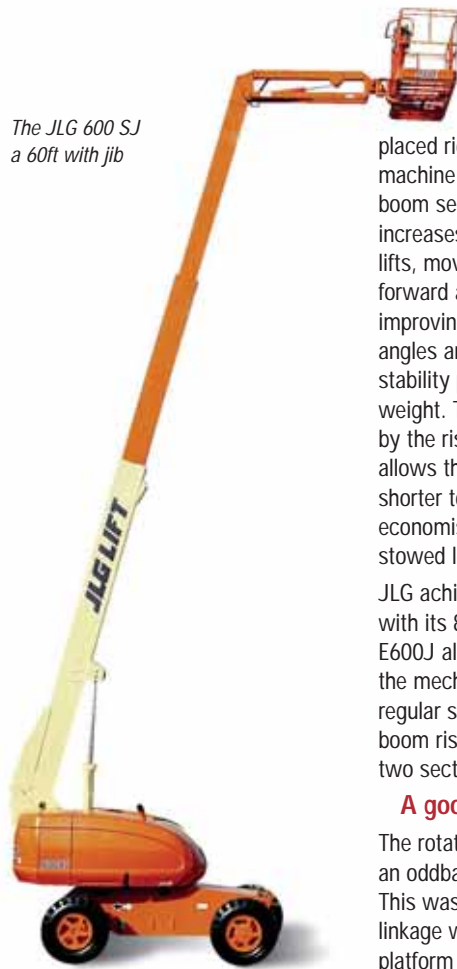 The JLG 600 SJ
a 60ft with jib
JLG LIFT
placed ri
machine
boom se
increases
lifts, mov
forward a
improvin
angles ar
stability
weight. T
by the ris
allows th
shorter t
economis
stowed l
JLG achi
with its 8
E600J al
the mech
regular s
boom ris
two sect
A goo
The rotat
an oddba
This was
linkage w
platform